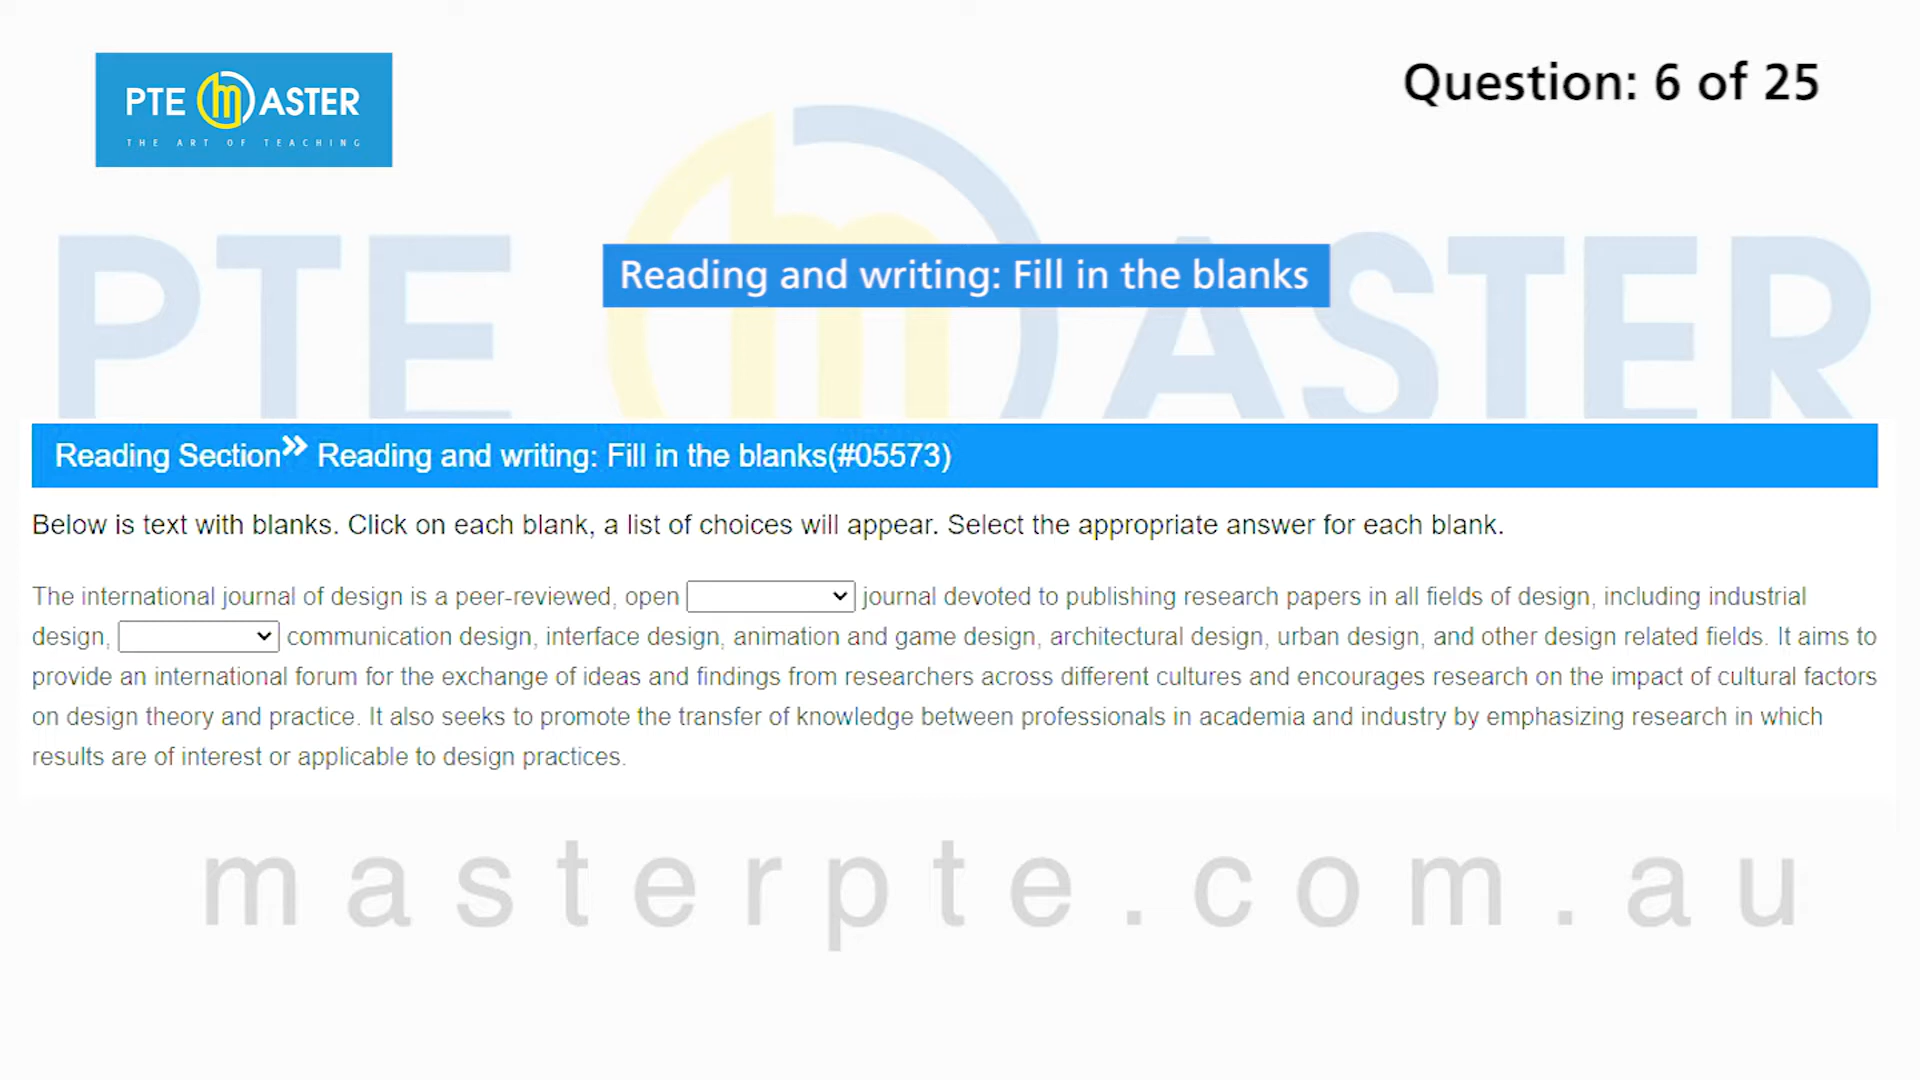 PTE MASTER
THE ART OF TEACHING
Question: 6 of 25
PTE MASTER
Reading and writing: Fill in the blanks
Reading Section» Reading and writing: Fill in the blanks(#05573)
Below is text with blanks. Click on each blank, a list of choices will appear. Select the appropriate answer for each blank.
The international journal of design is a peer-reviewed, open journal devoted to publishing research papers in all fields of design, including industrial
design, communication design, interface design, animation and game design, architectural design, urban design, and other design related fields. It aims to
provide an international forum for the exchange of ideas and findings from researchers across different cultures and encourages research on the impact of cultural factors
on design theory and practice. It also seeks to promote the transfer of knowledge between professionals in academia and industry by emphasizing research in which
results are of interest or applicable to design practices.
masterpte.com.au